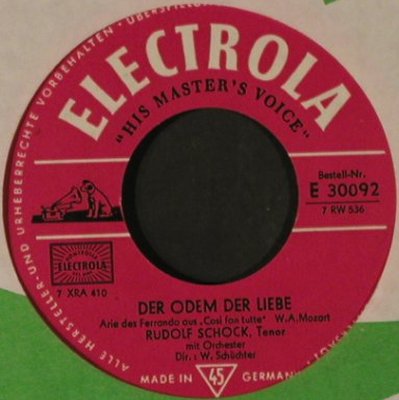 ALLE HERSTELLER- UND URHEBERRECHTE VORBEHALTEN
ELECTROLA
"HIS MASTER'S VOICE"
Bestell-Nr.
E 30092
7 RW 536
ELECTROLA
7 XRA 410
DER ODEM DER LIEBE
Arie des Ferrando aus „Così fan tutte" W.A. Mozart
RUDOLF SCHOCK, Tenor
mit Orchester
Dir.: W. Schüchter
MADE IN 45 GERMANY